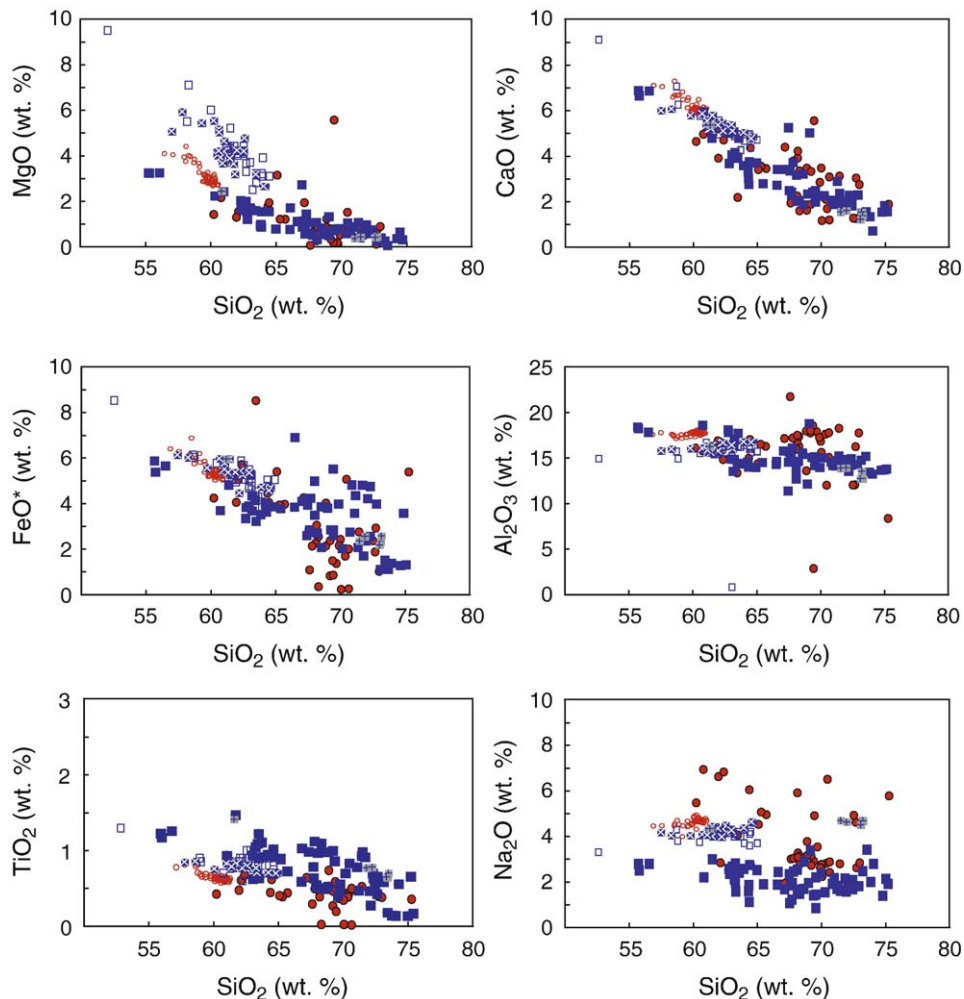 10
8
6
4
2
0
MgO (wt. %)
55 60 65 70 75 80
SiO₂ (wt. %)
10
8
6
4
2
0
CaO (wt. %)
55 60 65 70 75 80
SiO₂ (wt. %)
10
8
6
4
2
0
FeO* (wt. %)
55 60 65 70 75 80
SiO₂ (wt. %)
25
20
15
10
5
0
Al₂O₃ (wt. %)
55 60 65 70 75 80
SiO₂ (wt. %)
3
2
1
0
TiO₂ (wt. %)
55 60 65 70 75 80
SiO₂ (wt. %)
10
8
6
4
2
0
Na₂O (wt. %)
55 60 65 70 75 80
SiO₂ (wt. %)